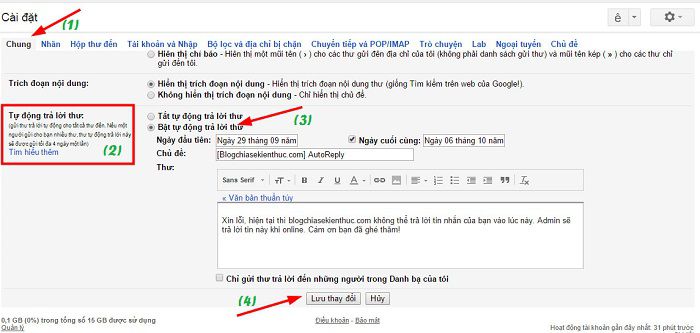 Cài đặt
(1)
ê
Chung Nhãn Hộp thư đến Tài khoản và Nhập Bộ lọc và địa chỉ bị chặn Chuyển tiếp và POP/IMAP Trò chuyện Lab Ngoại tuyến Chủ đề
Hiển thị chỉ báo - Hiển thị một mũi tên ( › ) cho các thư gửi đến địa chỉ của tôi (không phải danh sách gửi thư) và mũi tên kép ( » ) cho các thư chỉ
gửi đến tôi.
Trích đoạn nội dung:
Hiển thị trích đoạn nội dung - Hiển thị trích đoạn nội dung thư (giống Tìm kiếm trên web của Google!).
Không hiển thị trích đoạn nội dung - Chỉ hiển thị chủ đề.
Tự động trả lời thư:
(gửi thư trả lời tự động cho tất cả thư đến. Nếu một
người gửi cho bạn nhiều thư, thư tự động trả lời này
sẽ được gửi tối đa 4 ngày một lần)
Tìm hiểu thêm
(2)
Tắt tự động trả lời thư
Bật tự động trả lời thư
(3)
Ngày đầu tiên: Ngày 29 tháng 09 năm
Ngày cuối cùng: Ngày 06 tháng 10 năm
Chủ đề: [Blogchiasekienthuc.com] AutoReply
Thư:
Sans Serif
« Văn bản thuần túy
Xin lỗi, hiện tại thì blogchiasekienthuc.com không thể trả lời tin nhắn của bạn vào lúc này. Admin sẽ
trả lời tin này khi online. Cám ơn bạn đã ghé thăm!
Chỉ gửi thư trả lời đến những người trong Danh bạ của tôi
(4)
Lưu thay đổi Hủy
0,1 GB (0%) trong tổng số 15 GB được sử dụng
Quản lý
Điều khoản - Bảo mật
Hoạt động tài khoản gần đây nhất: 31 phút trước